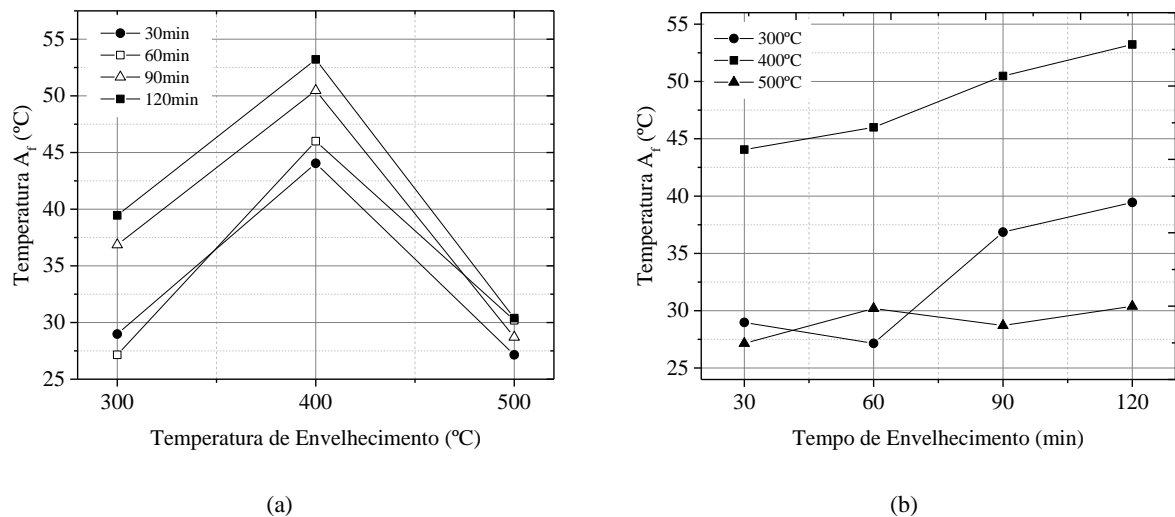 55
50
45
40
35
30
25
Temperatura A_f (ºC)
30min
60min
90min
120min
300
400
500
Temperatura de Envelhecimento (ºC)
(a)
55
50
45
40
35
30
25
Temperatura A_f (ºC)
300ºC
400ºC
500ºC
30
60
90
120
Tempo de Envelhecimento (min)
(b)